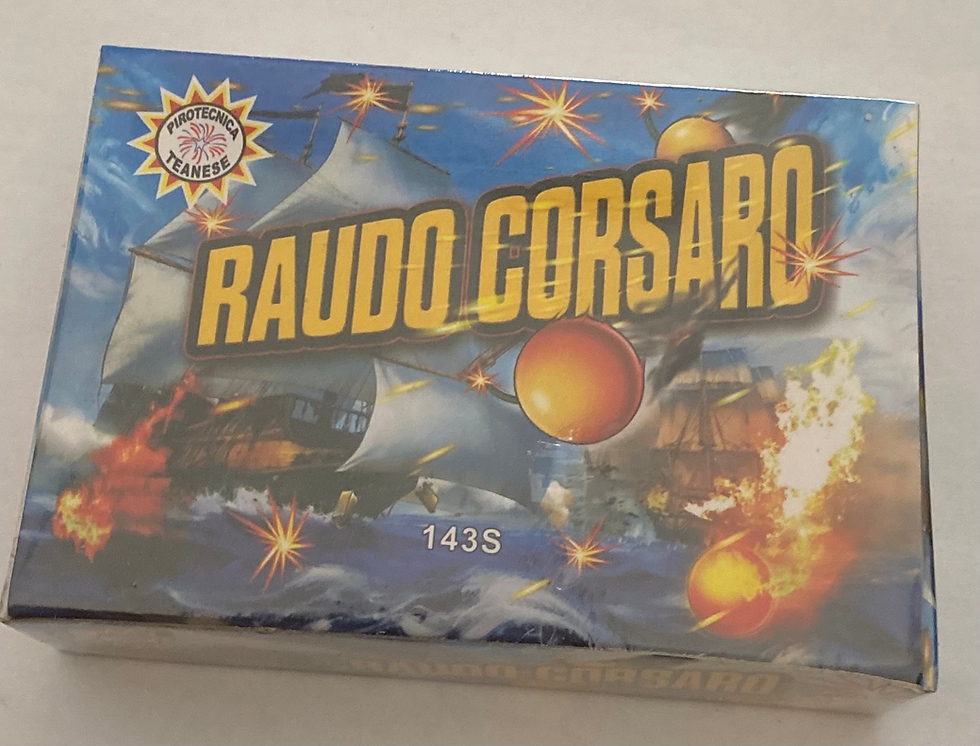 PIROTECNICA
TEANESE
RAUDO CORSARO
143S
RAUDO CORSARO